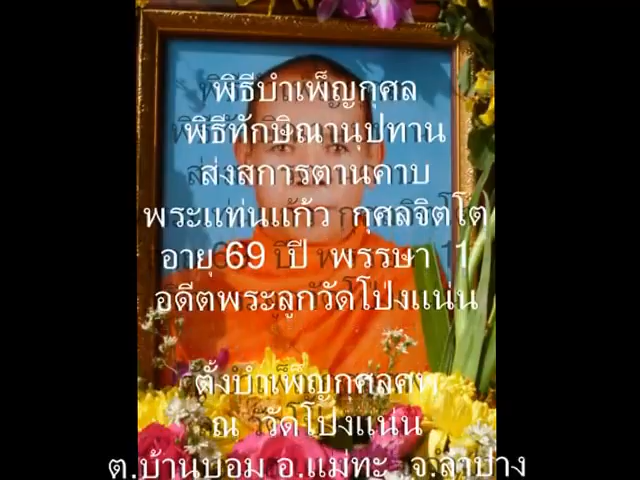 พิธีบำเพ็ญกุศล
พิธีทักษิณานุปทาน
ส่งสการตานคาบ
พระแท่นแก้ว กุศลจิตโต
อายุ 69 ปี พรรษา 1
อดีตพระลูกวัดโป่งแน่น
ตั้งบำเพ็ญกุศลศพ
ณ วัดโป่งแน่น
ต.บ้านบอม อ.แม่ทะ จ.ลำปาง